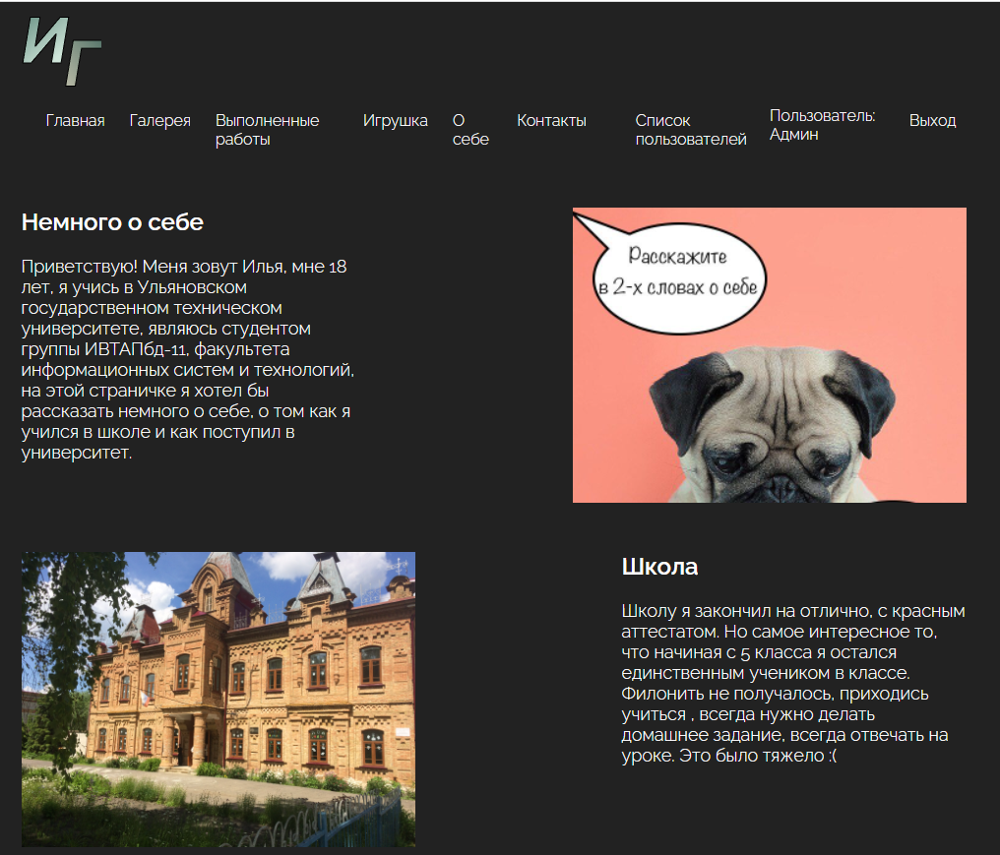 ИГ
Главная
Галерея
Выполненные
работы
Игрушка
О
себе
Контакты
Список
пользователей
Пользователь:
Админ
Выход
Немного о себе
Приветствую! Меня зовут Илья, мне 18
лет, я учись в Ульяновском
государственном техническом
университете, являюсь студентом
группы ИВТАПбд-11, факультета
информационных систем и технологий,
на этой страничке я хотел бы
рассказать немного о себе, о том как я
учился в школе и как поступил в
университет.
Расскажите
в 2-х словах о себе
Школа
Школу я закончил на отлично, с красным
аттестатом. Но самое интересное то,
что начиная с 5 класса я остался
единственным учеником в классе.
Филонить не получалось, приходись
учиться , всегда нужно делать
домашнее задание, всегда отвечать на
уроке. Это было тяжело :(